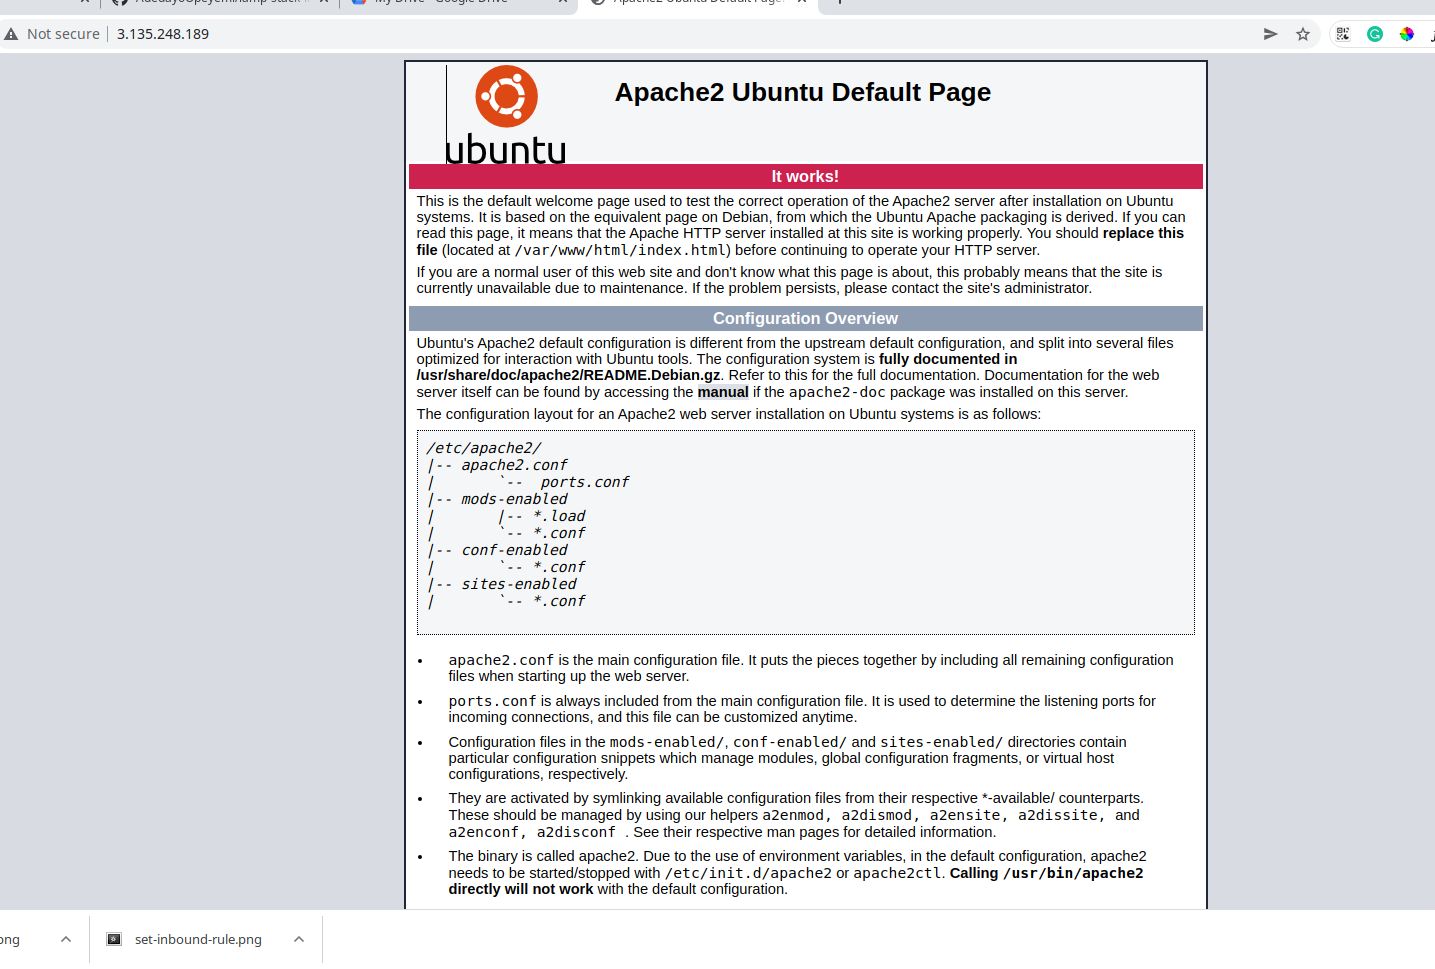 My Drive - Google Drive
Apache2 Ubuntu Default Page
Not secure 3.135.248.189
ubuntu
Apache2 Ubuntu Default Page
It works!
This is the default welcome page used to test the correct operation of the Apache2 server after installation on Ubuntu
systems. It is based on the equivalent page on Debian, from which the Ubuntu Apache packaging is derived. If you can
read this page, it means that the Apache HTTP server installed at this site is working properly. You should replace this
file (located at /var/www/html/index.html) before continuing to operate your HTTP server.
If you are a normal user of this web site and don't know what this page is about, this probably means that the site is
currently unavailable due to maintenance. If the problem persists, please contact the site's administrator.
Configuration Overview
Ubuntu's Apache2 default configuration is different from the upstream default configuration, and split into several files
optimized for interaction with Ubuntu tools. The configuration system is fully documented in
/usr/share/doc/apache2/README.Debian.gz. Refer to this for the full documentation. Documentation for the web
server itself can be found by accessing the manual if the apache2-doc package was installed on this server.
The configuration layout for an Apache2 web server installation on Ubuntu systems is as follows:
/etc/apache2/
|-- apache2.conf
|       `--  ports.conf
|-- mods-enabled
|       |-- *.load
|       `-- *.conf
|-- conf-enabled
|       `-- *.conf
|-- sites-enabled
|       `-- *.conf
• apache2.conf is the main configuration file. It puts the pieces together by including all remaining configuration
files when starting up the web server.
• ports.conf is always included from the main configuration file. It is used to determine the listening ports for
incoming connections, and this file can be customized anytime.
• Configuration files in the mods-enabled/, conf-enabled/ and sites-enabled/ directories contain
particular configuration snippets which manage modules, global configuration fragments, or virtual host
configurations, respectively.
• They are activated by symlinking available configuration files from their respective *-available/ counterparts.
These should be managed by using our helpers a2enmod, a2dismod, a2ensite, a2dissite, and
a2enconf, a2disconf . See their respective man pages for detailed information.
• The binary is called apache2. Due to the use of environment variables, in the default configuration, apache2
needs to be started/stopped with /etc/init.d/apache2 or apache2ctl. Calling /usr/bin/apache2
directly will not work with the default configuration.
png
set-inbound-rule.png